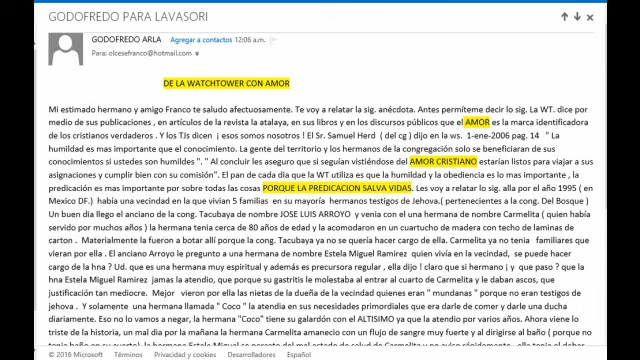 GODOFREDO PARA LAVASORI
GODOFREDO ARLA Agregar a contactos 12:06 a.m.
Para: olcesefranco@hotmail.com
DE LA WATCHTOWER CON AMOR
Mi estimado hermano y amigo Franco te saludo afectuosamente. Te voy a relatar la sig. anécdota. Antes permíteme decir lo sig. La WT. dice por
medio de sus publicaciones , en artículos de la revista la atalaya, en sus libros y en los discursos públicos que el AMOR es la marca identificadora
de los cristianos verdaderos . Y los TJs dicen ¡ esos somos nosotros ! El Sr. Samuel Herd ( del cg ) dijo en la ws. 1-ene-2006 pag. 14 " La
humildad es mas importante que el conocimiento. La gente del territorio y los hermanos de la congregación solo se beneficiaran de sus
conocimientos si ustedes son humildes "." Al concluir les aseguro que si seguían vistiéndose del AMOR CRISTIANO estarían listos para viajar a sus
asignaciones y cumplir bien con su comisión". El pan de cada dia que la WT utiliza es que la humildad y la obediencia es lo mas importante , la
predicación es mas importante por sobre todas las cosas PORQUE LA PREDICACION SALVA VIDAS. Les voy a relatar lo sig. alla por el año 1995 ( en
Mexico DF.) había una vecindad en la que vivían 5 familias en su mayoría hermanos testigos de Jehova.( pertenecientes a la cong. Del Bosque )
Un buen dia llego el anciano de la cong. Tacubaya de nombre JOSE LUIS ARROYO y venia con el una hermana de nombre Carmelita ( quien había
servido por muchos años ) la hermana tenia cerca de 80 años de edad y la acomodaron en un cuartucho de madera con techo de laminas de
carton . Materialmente la fueron a botar allí porque la cong. Tacubaya ya no se quería hacer cargo de ella. Carmelita ya no tenia familiares que
vieran por ella . El anciano Arroyo le pregunto a una hermana de nombre Estela Miguel Ramirez quien vivía en la vecindad, se puede hacer
cargo de la hna ? Ud. que es una hermana muy espiritual y además es precursora regular , ella dijo ! claro que si hermano ¡ y que paso ? que la
hna Estela Miguel Ramirez jamas la atendio, que porque su gastritis le molestaba al entrar al cuarto de Carmelita y le daban ascos, que
justificación tan mediocre. Mejor vieron por ella las nietas de la dueña de la vecindad quienes eran " mundanas " porque no eran testigos de
jehova . Y solamente una hermana llamada " Coco " la atendia en sus necesidades primordiales que era darle de comer y darle una ducha
diariamente. Eso no lo vamos a negar, la hermana "Coco" tiene su galardón con el ALTISIMO ya que la atendio por varios años. Ahora viene lo
triste de la historia, un mal dia por la mañana la hermana Carmelita amanecio con un flujo de sangre muy fuerte y al dirigirse al baño ( porque no
© 2016 Microsoft Términos Privacidad y cookies Desarrolladores Español